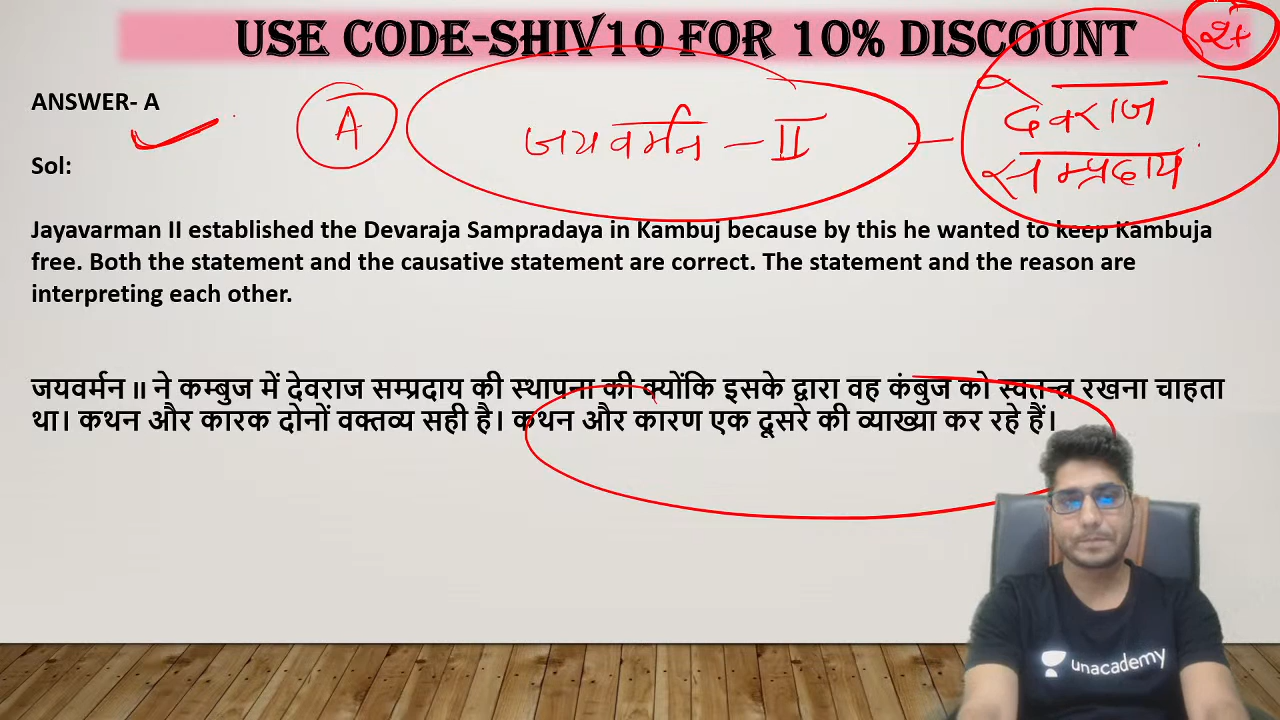 USE CODE-SHIV10 FOR 10% DISCOUNT
ANSWER- A
A
जयवर्मन - II
देवराज
सम्प्रदाय
Sol:
Jayavarman II established the Devaraja Sampradaya in Kambuj because by this he wanted to keep Kambuja
free. Both the statement and the causative statement are correct. The statement and the reason are
interpreting each other.
जयवर्मन II ने कम्बुज में देवराज सम्प्रदाय की स्थापना की क्योंकि इसके द्वारा वह कंबुज को स्वतन्त्र रखना चाहता
था। कथन और कारक दोनों वक्तव्य सही है। कथन और कारण एक दूसरे की व्याख्या कर रहे हैं।
unacademy